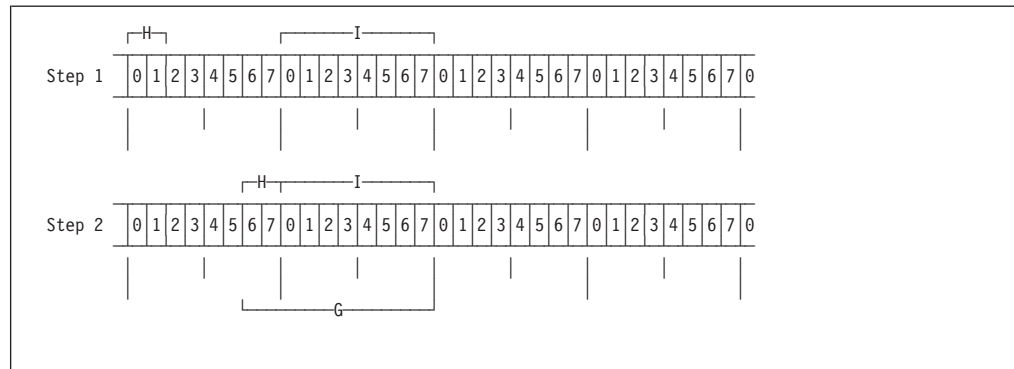 H I
Step 1 0 1 2 3 4 5 6 7 0 1 2 3 4 5 6 7 0 1 2 3 4 5 6 7 0 1 2 3 4 5 6 7 0
H I
Step 2 0 1 2 3 4 5 6 7 0 1 2 3 4 5 6 7 0 1 2 3 4 5 6 7 0 1 2 3 4 5 6 7 0
G